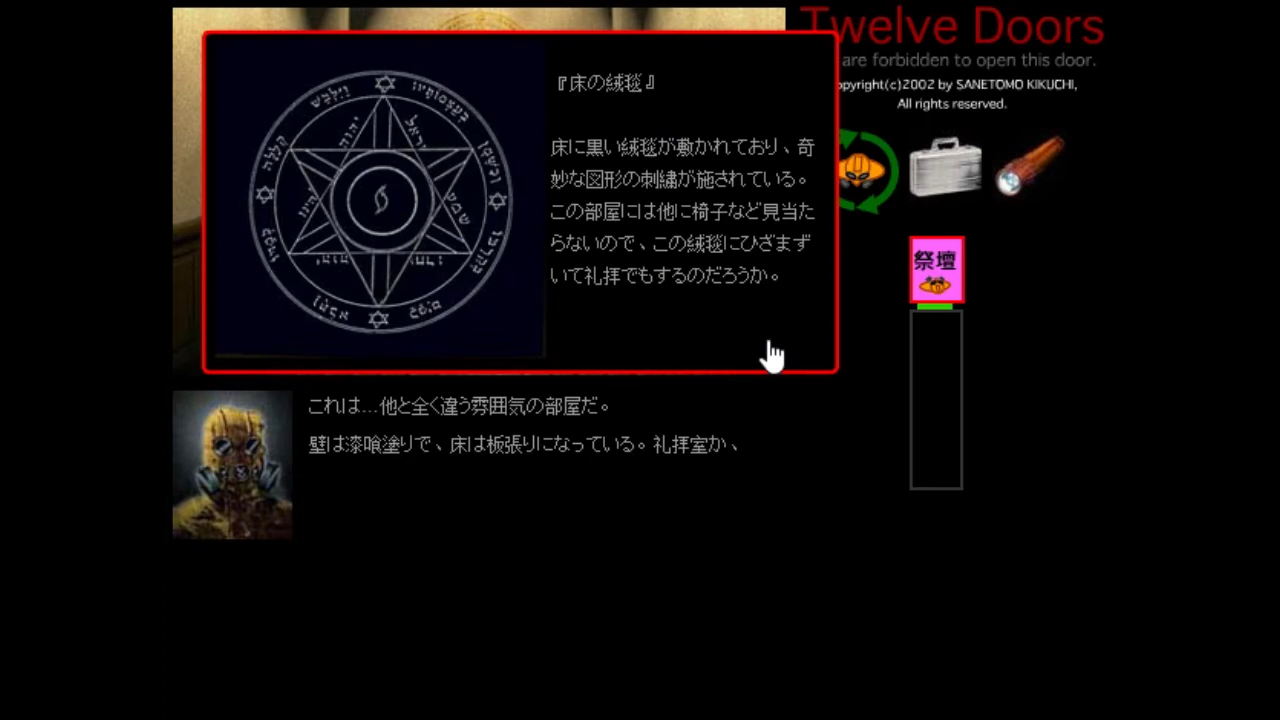 Twelve Doors
are forbidden to open this door.
opyright(c)2002 by SANETOMO KIKUCHI,
All rights reserved.
『床の絨毯』
床に黒い絨毯が敷かれており、奇
妙な図形の刺繍が施されている。
この部屋には他に椅子など見当た
らないので、この絨毯にひざまず
いて礼拝でもするのだろうか。
祭壇
これは...他と全く違う雰囲気の部屋だ。
壁は漆喰塗りで、床は板張りになっている。礼拝室か、